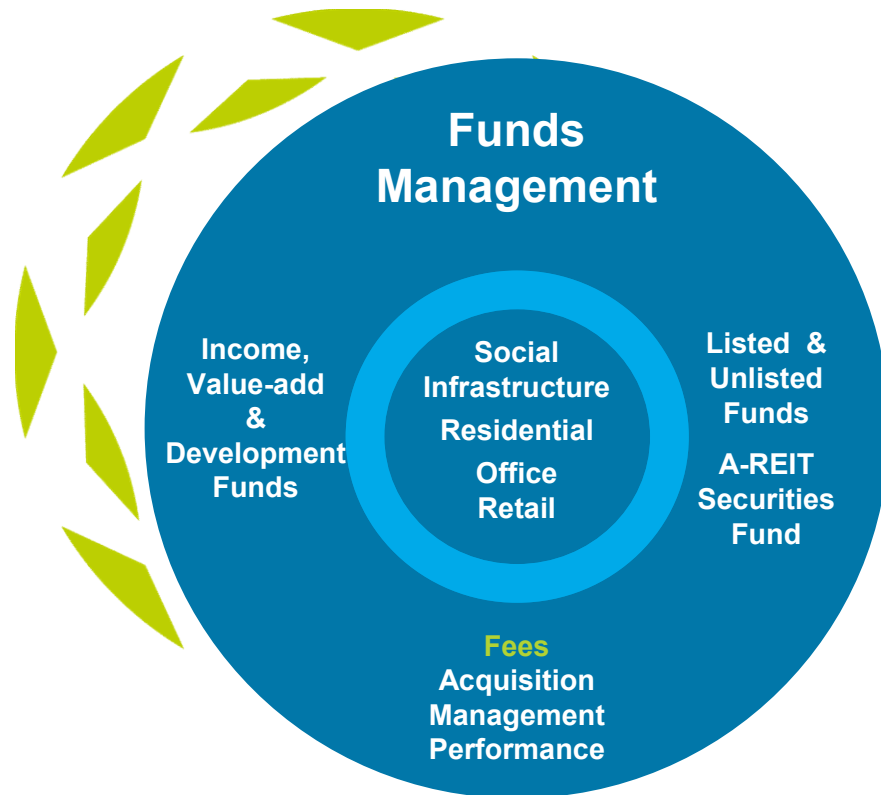 Funds
Management
Income,
Value-add
&
Development
Funds
Social
Infrastructure
Residential
Office
Retail
Listed &
Unlisted
Funds
A-REIT
Securities
Fund
Fees
Acquisition
Management
Performance